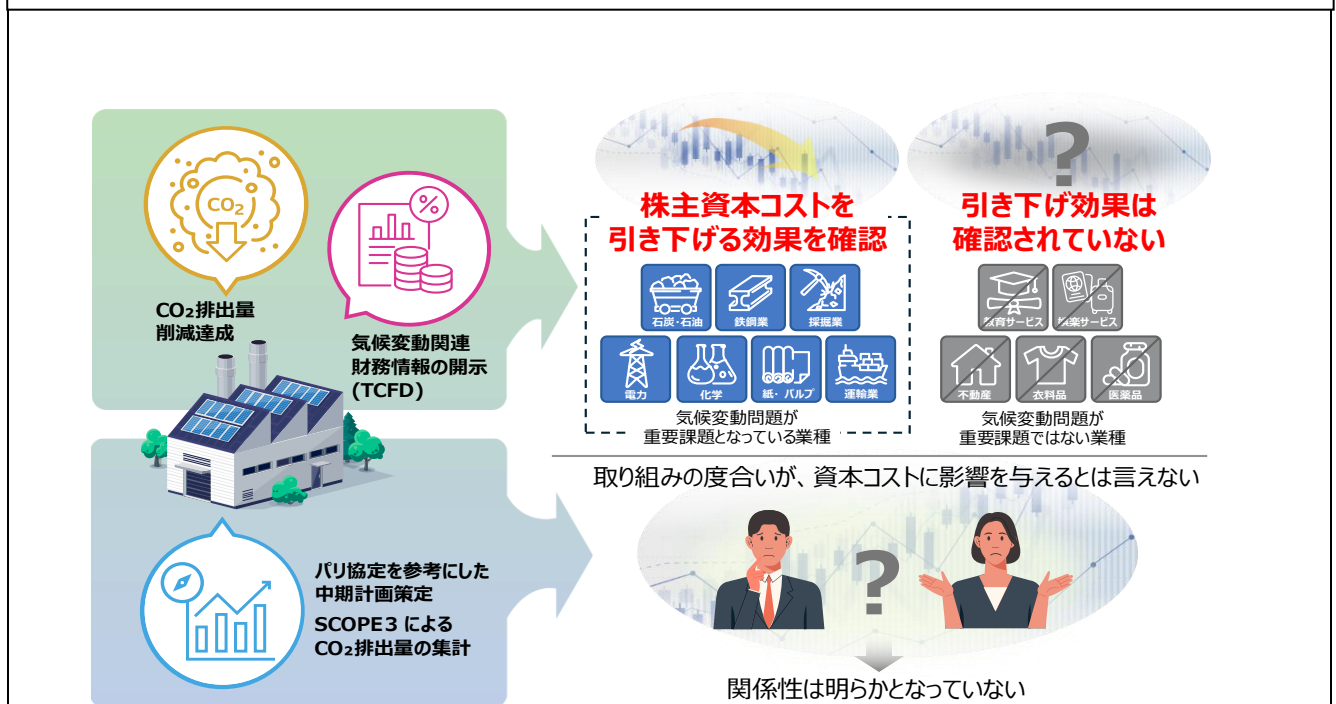 CO₂
%
CO₂排出量
削減達成
気候変動関連
財務情報の開示
(TCFD)
?
株主資本コストを
引き下げる効果を確認
引き下げ効果は
確認されていない
石炭・石油
鉄鋼業
採掘業
電力
化学
紙・パルプ
運輸業
気候変動問題が
重要課題となっている業種
教育サービス
娯楽サービス
不動産
衣料品
医薬品
気候変動問題が
重要課題ではない業種
取り組みの度合いが、資本コストに影響を与えるとは言えない
パリ協定を参考にした
中期計画策定
SCOPE３による
CO₂排出量の集計
?
関係性は明らかとなっていない